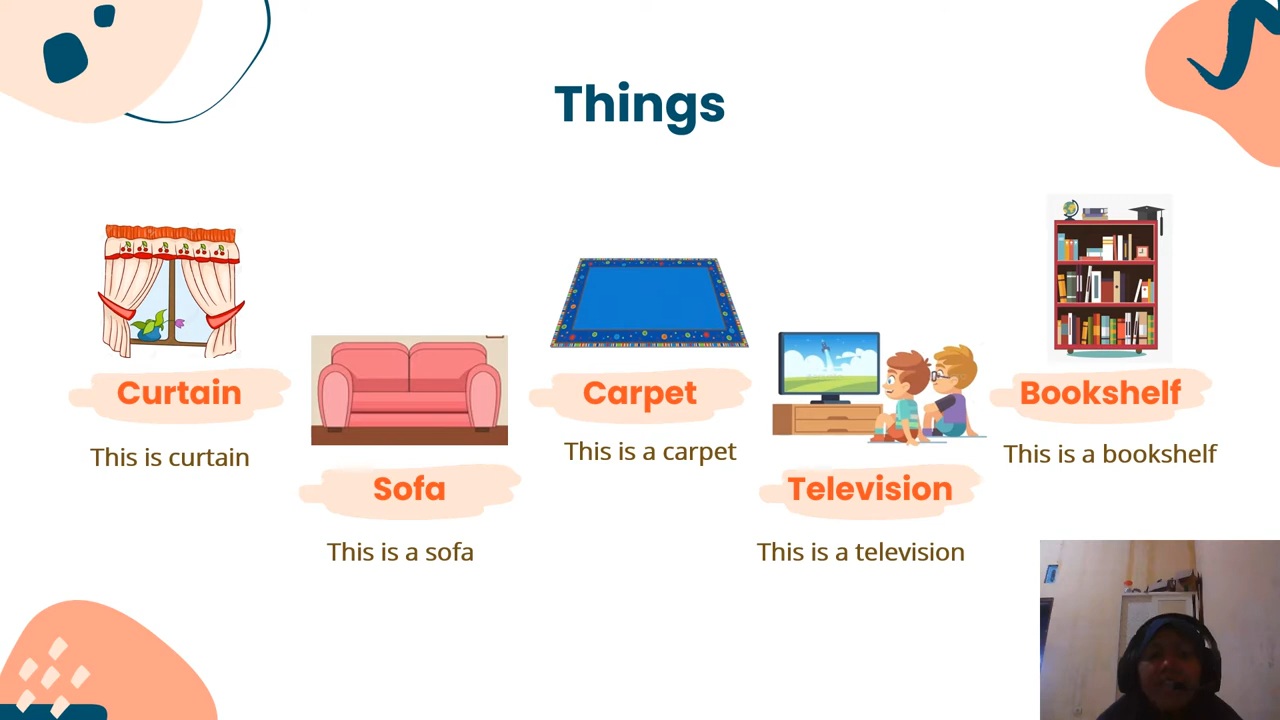 Things
Curtain
This is curtain
Sofa
This is a sofa
Carpet
This is a carpet
Television
This is a television
Bookshelf
This is a bookshelf